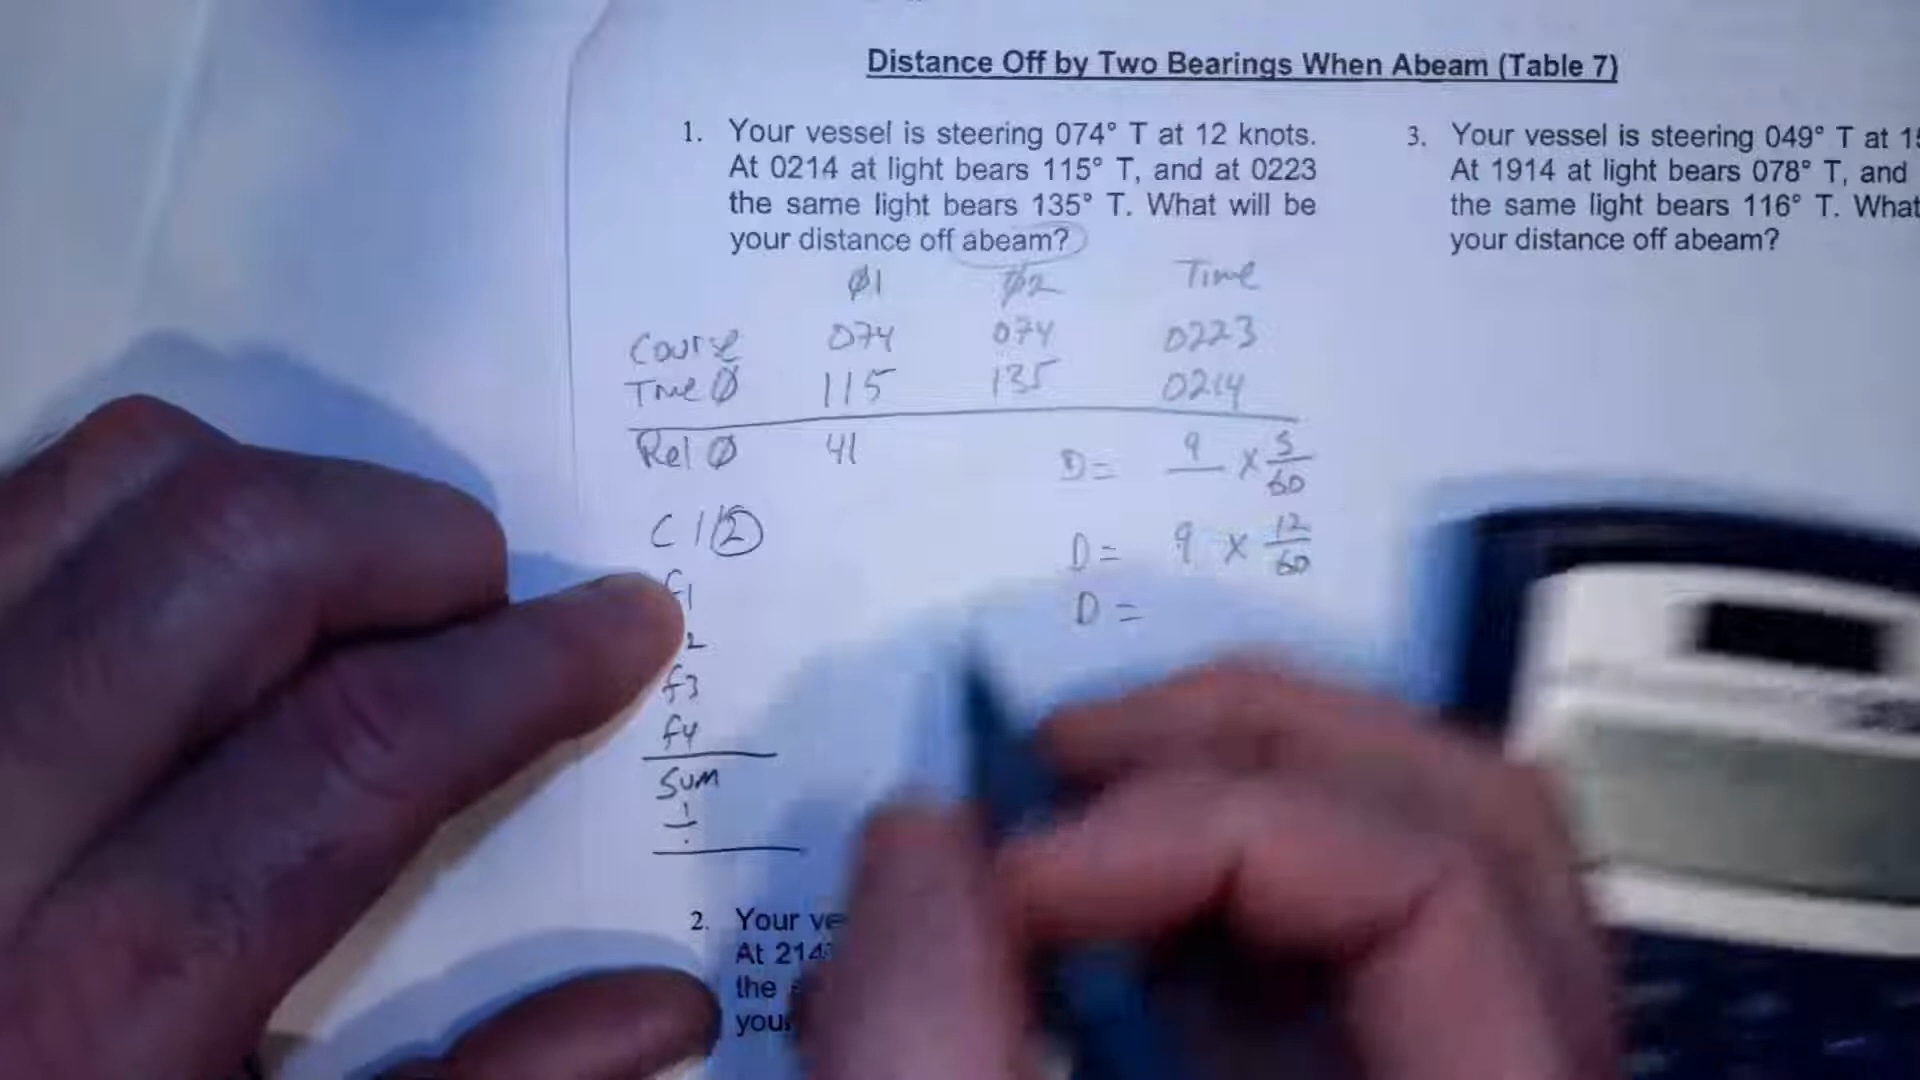 Distance Off by Two Bearings When Abeam (Table 7)
1. Your vessel is steering 074° T at 12 knots.
At 0214 at light bears 115° T, and at 0223
the same light bears 135° T. What will be
your distance off abeam?
Ø1 Ø2 Time
Course 074 074 0223
True Ø 115 135 0214
Rel Ø 41
D = 9 × S/60
C 1/2
D = 9 × 12/60
f1
D =
2
f3
f4
Sum
÷
2. Your ve
At 214
the
you
3. Your vessel is steering 049° T at 1
At 1914 at light bears 078° T, and
the same light bears 116° T. What
your distance off abeam?